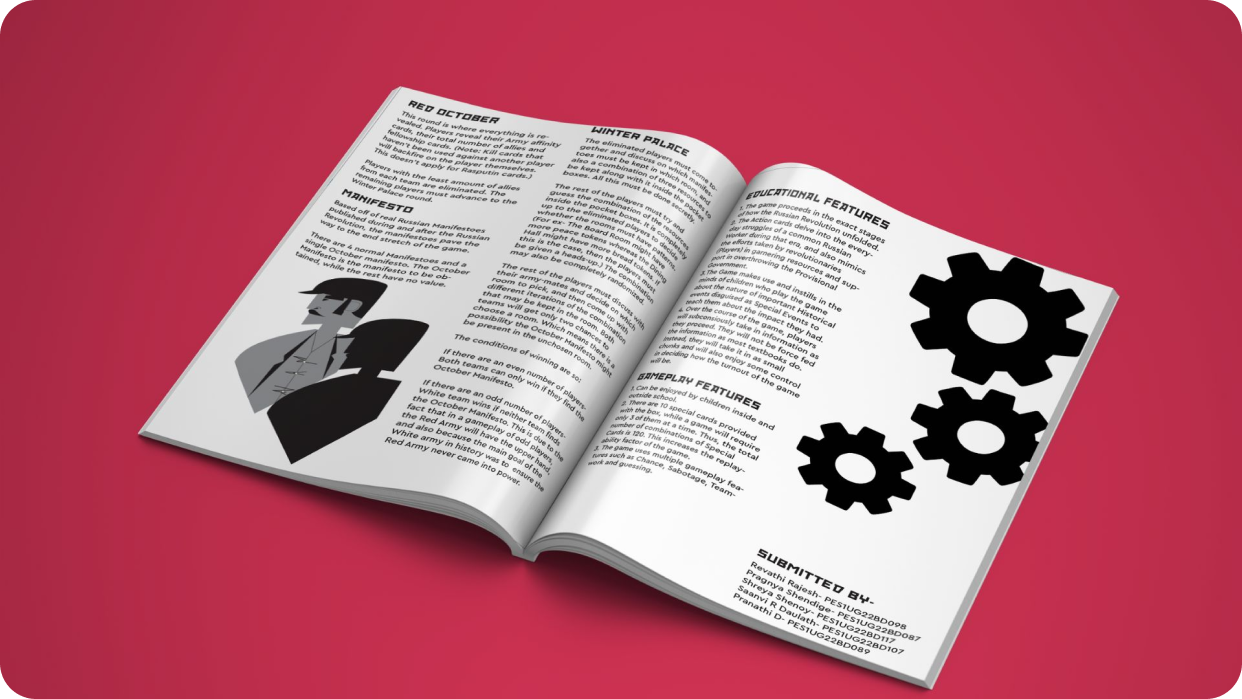 RED OCTOBER
This round is where everything is re-
vealed. Players reveal their Army affinity
cards, their total number of allies and
fellowship cards. (Note: Kill cards that
haven't been used against another player
will backfire on the player themselves.
This doesn't apply for Rasputin cards.)
Players with the least amount of allies
from each team are eliminated. The
remaining players must advance to the
Winter Palace round.
MANIFESTO
Based off of real Russian Manifestoes
published during and after the Russian
Revolution, the manifestoes pave the
way to the end stretch of the game.
There are 4 normal Manifestoes and a
single October manifesto. The October
Manifesto is the manifesto to be ob-
tained, while the rest have no value.
WINTER PALACE
The eliminated players must come to-
gether and discuss on which manifes-
toes must be kept in which room, and
also a combination of three resources to
be kept along with it inside the pocket
boxes. All this must be done secretly.
The rest of the players must try and
guess the combination of the resources
inside the pocket boxes. It is completely
up to the eliminated players to decide
whether the rooms must have patterns.
(For ex- The Board Room might have
more peace tokens whereas the Dining
Hall might have more bread tokens. If
this is the case, then the players must
be given a heads-up.) The combination
may also be completely randomised.
The rest of the players must discuss with
their army-mates and decide on which
room to pick, and then come up with
different iterations of the combination
that may be kept in the room. Both
teams will get only two chances to
choose a room. Which means there is a
possibility the October Manifesto might
be present in the unchosen room.
The conditions of winning are so:
If there are an even number of players-
Both teams can only win if they find the
October Manifesto.
If there are an odd number of players-
White team wins if neither team finds
the October Manifesto. This is due to the
fact that in a gameplay of odd players,
the Red Army will have the upper hand,
and also because the main goal of the
White army in history was to ensure the
Red Army never came into power.
EDUCATIONAL FEATURES
1. The game proceeds in the exact stages
of how the Russian Revolution unfolded.
2. The Action cards delve into the every-
day struggles of a common Russian
Worker during that era, and also mimics
the efforts taken by revolutionaries
(Players) in garnering resources and sup-
port in overthrowing the Provisional
Government.
3. The Game makes use and instills in the
minds of children who play the game
about the nature of important Historical
events disguised as Special Events to
teach them about the impact they had.
4. Over the course of the game, players
will subconsciously take in information as
they proceed. They will not be force fed
the information as most textbooks do.
Instead, they will take it in as small
chunks and will also enjoy some control
in deciding how the turnout of the game
will be.
GAMEPLAY FEATURES
1. Can be enjoyed by children inside and
outside school.
2. There are 10 special cards provided
with the box, while a game will require
only 3 of them at a time. Thus, the total
number of combinations of Special
Cards is 120. This increases the replay-
ability factor of the game.
3. The game uses multiple gameplay fea-
tures such as Chance, Sabotage, Team-
work and guessing.
SUBMITTED BY-
Revathi Rajesh- PES1UG22BD098
Pragnya Shendige- PES1UG22BD087
Shreya Shenoy- PES1UG22BD117
Saanvi R Daulath- PES1UG22BD107
Pranathi D- PES1UG22BD089